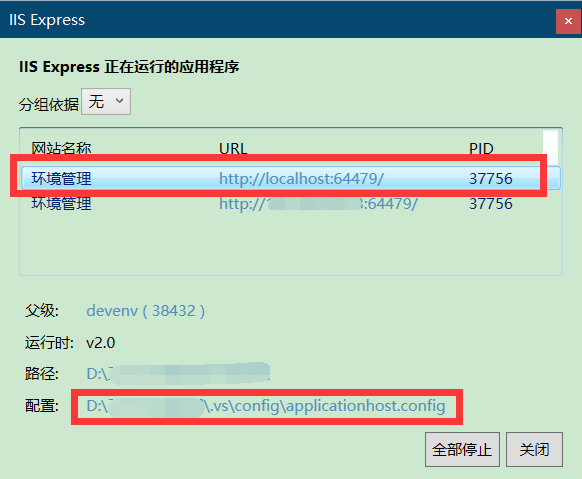 IIS Express
IIS Express 正在运行的应用程序
分组依据 无
网站名称 URL PID
环境管理 http://localhost:64479/ 37756
环境管理 http:// :64479/ 37756
父级: devenv ( 38432 )
运行时: v2.0
路径: D:\
配置: D:\ \.vs\config\applicationhost.config
全部停止 关闭